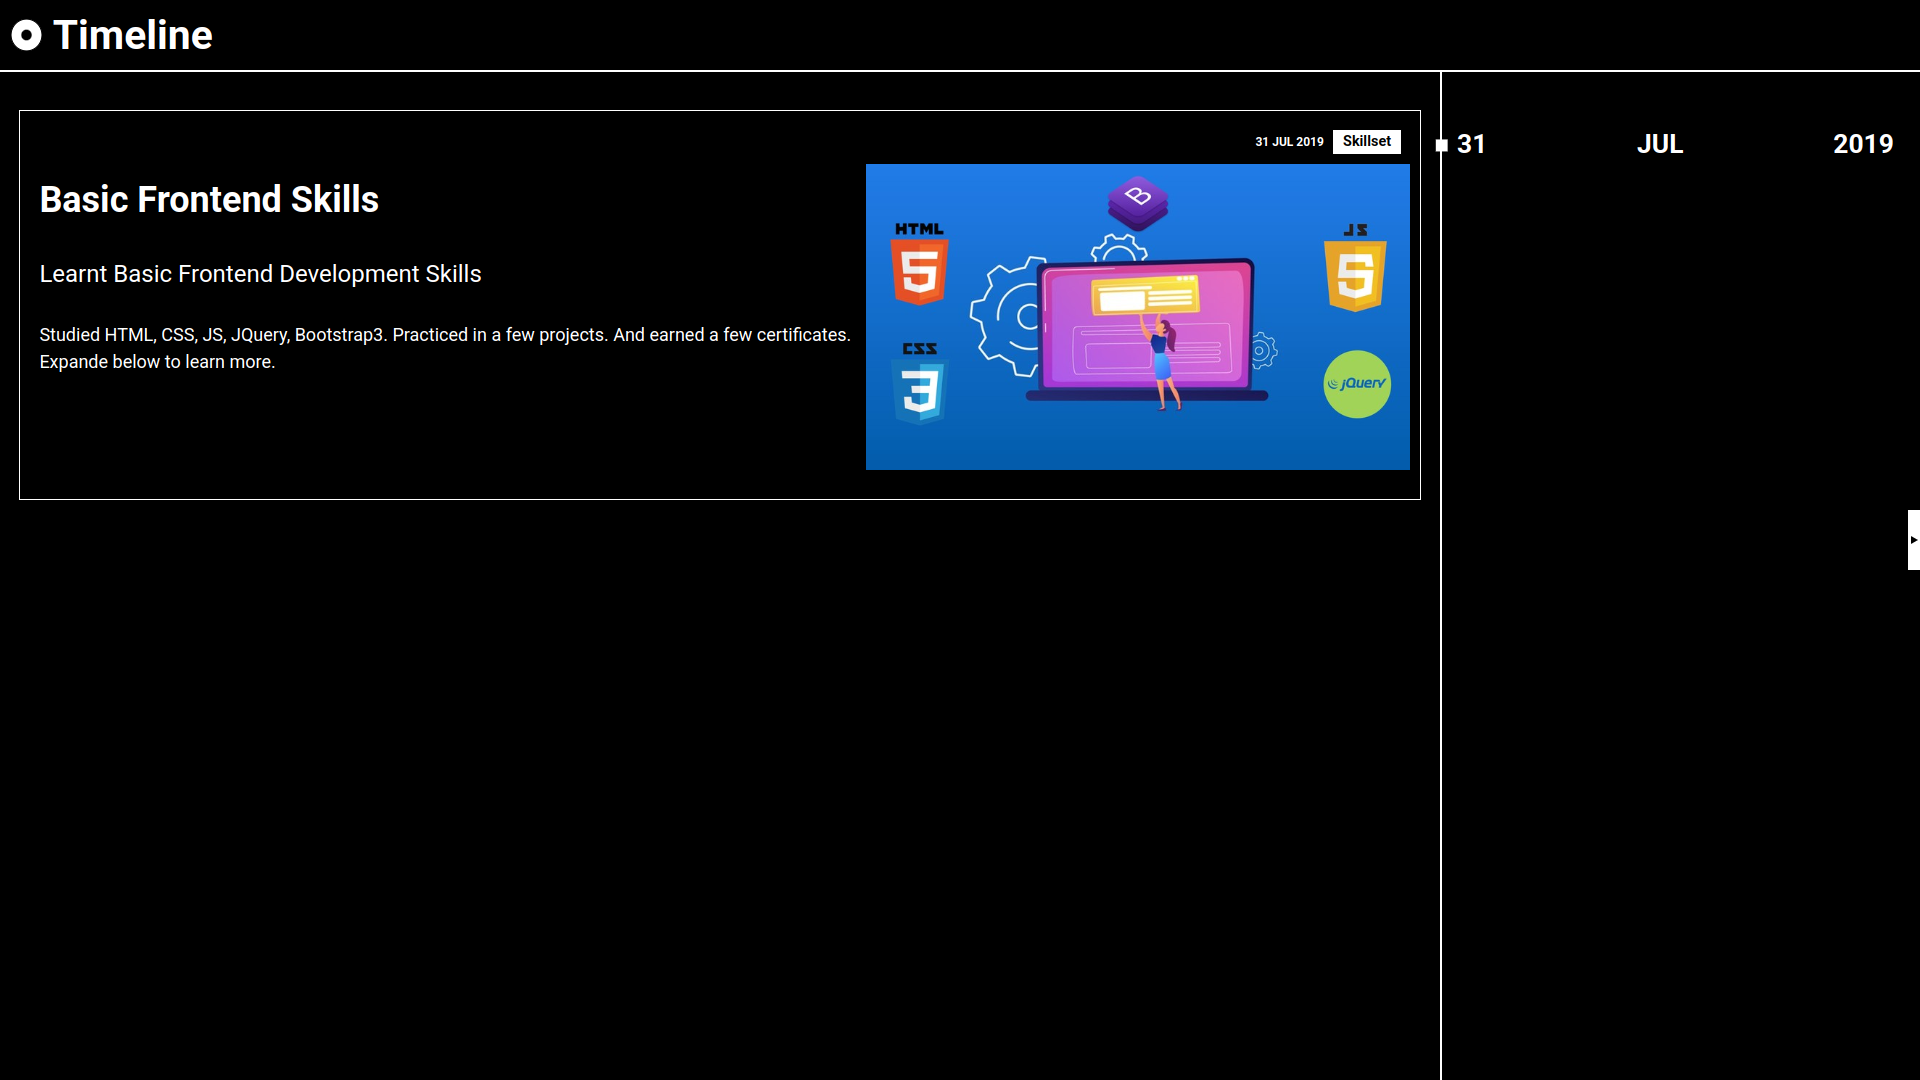 Timeline
31 JUL 2019 Skillset
Basic Frontend Skills
Learnt Basic Frontend Development Skills
Studied HTML, CSS, JS, JQuery, Bootstrap3. Practiced in a few projects. And earned a few certificates.
Expande below to learn more.
B
HTML
5
JS
5
CSS
3
jQuery
31 JUL 2019